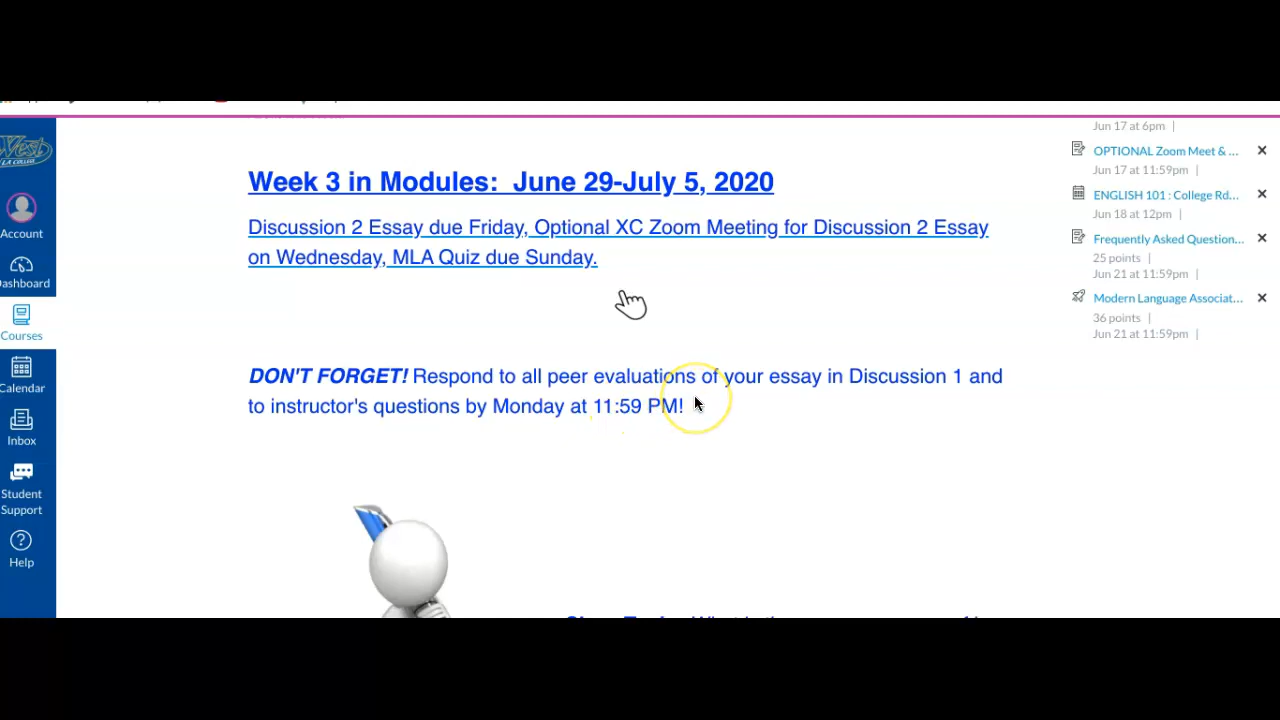 West
L.A. COLLEGE
Account
Dashboard
Courses
Calendar
Inbox
Student
Support
Help
Week 3 in Modules:  June 29-July 5, 2020
Discussion 2 Essay due Friday, Optional XC Zoom Meeting for Discussion 2 Essay
on Wednesday, MLA Quiz due Sunday.
DON'T FORGET! Respond to all peer evaluations of your essay in Discussion 1 and
to instructor's questions by Monday at 11:59 PM!
Jun 17 at 6pm |
OPTIONAL Zoom Meet & ...
Jun 17 at 11:59pm |
ENGLISH 101 : College Rd...
Jun 18 at 12pm |
Frequently Asked Question...
25 points |
Jun 21 at 11:59pm |
Modern Language Associat...
36 points |
Jun 21 at 11:59pm |